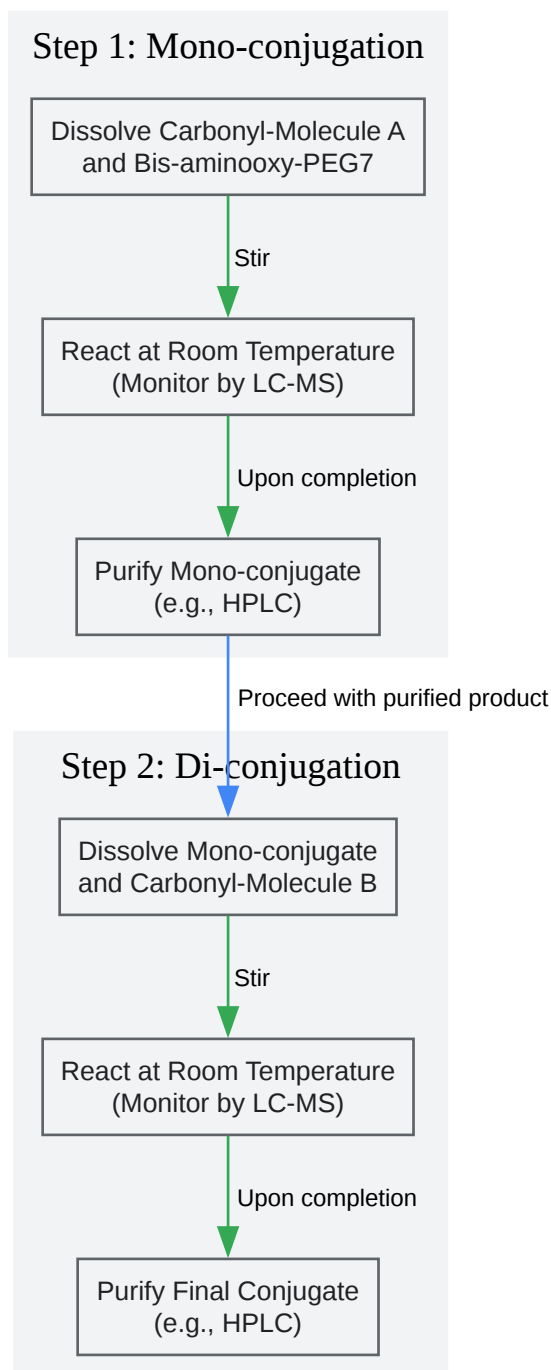 Step 1: Mono-conjugation
Dissolve Carbonyl-Molecule A
and Bis-aminooxy-PEG7
Stir
React at Room Temperature
(Monitor by LC-MS)
Upon completion
Purify Mono-conjugate
(e.g., HPLC)
Proceed with purified product
Step 2: Di-conjugation
Dissolve Mono-conjugate
and Carbonyl-Molecule B
Stir
React at Room Temperature
(Monitor by LC-MS)
Upon completion
Purify Final Conjugate
(e.g., HPLC)